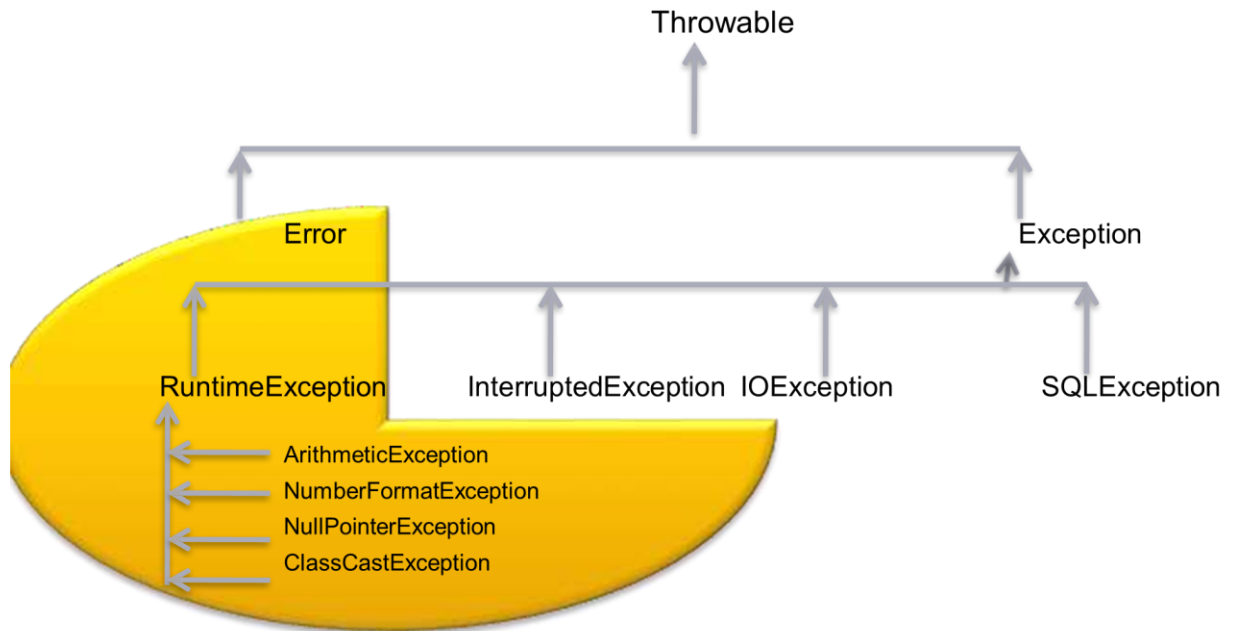 Throwable
Error
Exception
RuntimeException
InterruptedException
IOException
SQLException
ArithmeticException
NumberFormatException
NullPointerException
ClassCastException